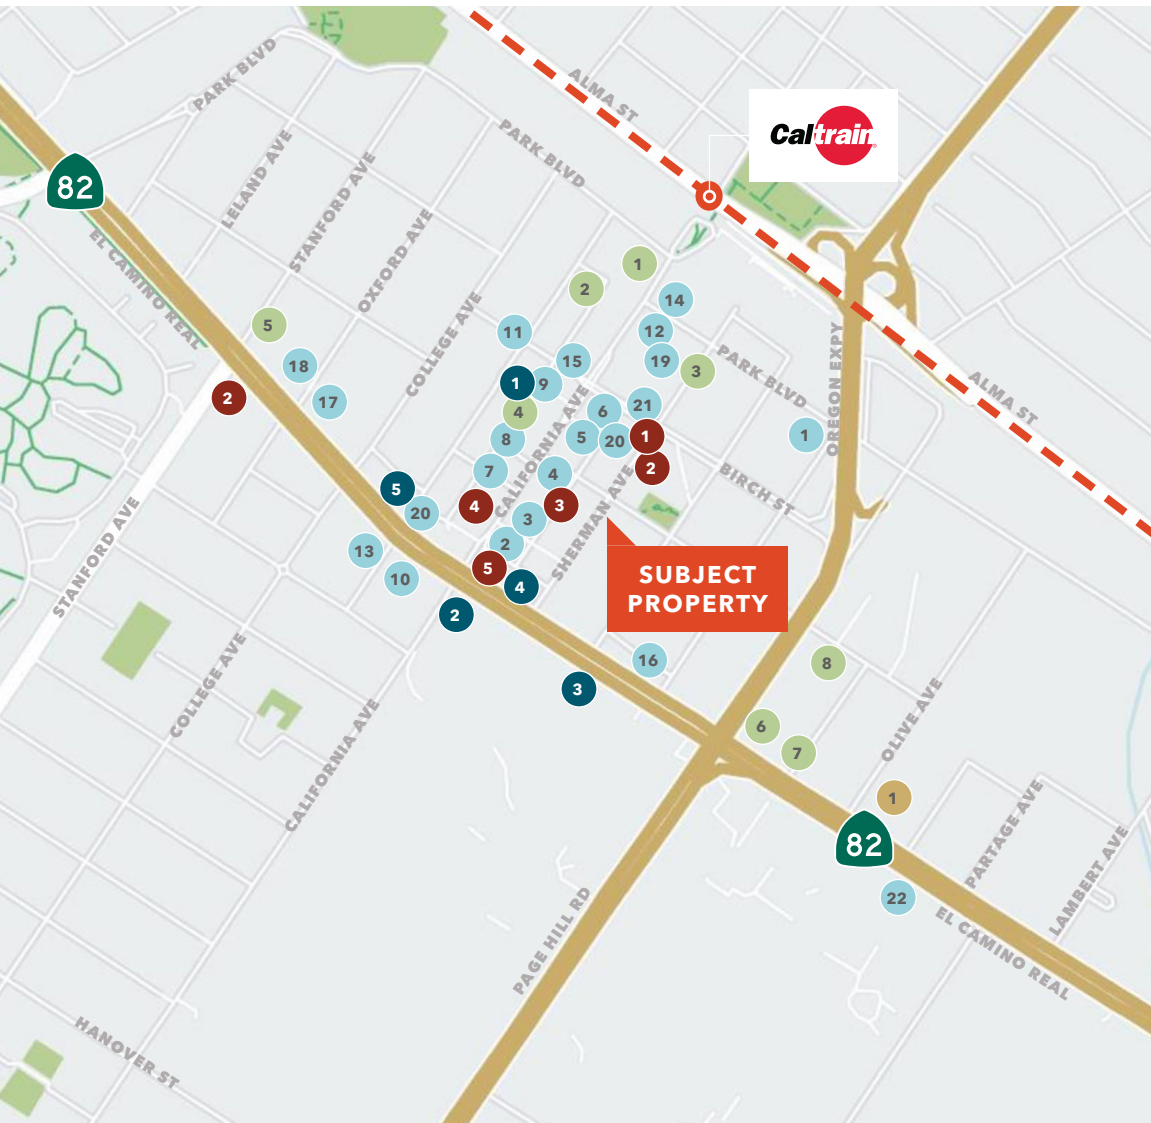 ALMA ST
PARK BLVD
Caltrain
PARK BLVD
82
LELAND AVE
STANFORD AVE
OXFORD AVE
EL CAMINO REAL
COLLEGE AVE
1
2
14
11
12
5
18
15
19
3
PARK BLVD
OREGON EXPY
ALMA ST
1
9
2
17
4
6
21
CALIFORNIA AVE
8
5
20
1
1
7
4
2
BIRCH ST
5
20
4
3
3
SHERMAN AVE
13
2
STANFORD AVE
10
5
4
SUBJECT
PROPERTY
2
16
3
8
COLLEGE AVE
CALIFORNIA AVE
6
7
OLIVE AVE
1
82
PARTAGE AVE
LAMBERT AVE
22
EL CAMINO REAL
PAGE HILL RD
HANOVER ST